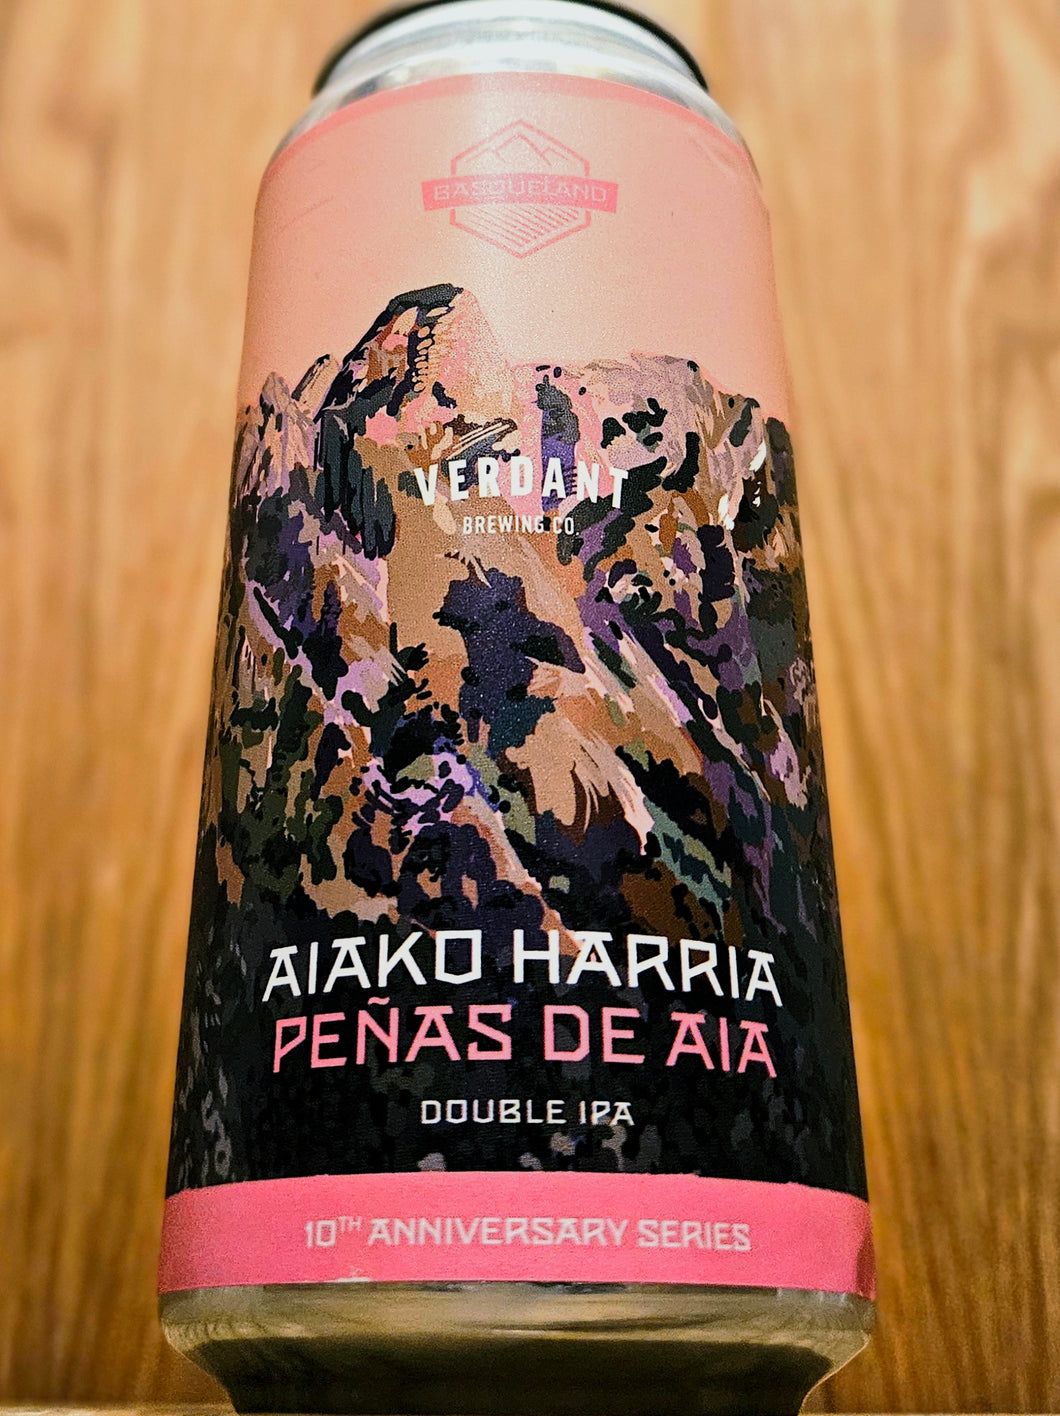 BASQUELAND
VERDANT
BREWING CO.
AIAKO HARRIA
PEÑAS DE AIA
DOUBLE IPA
10TH ANNIVERSARY SERIES